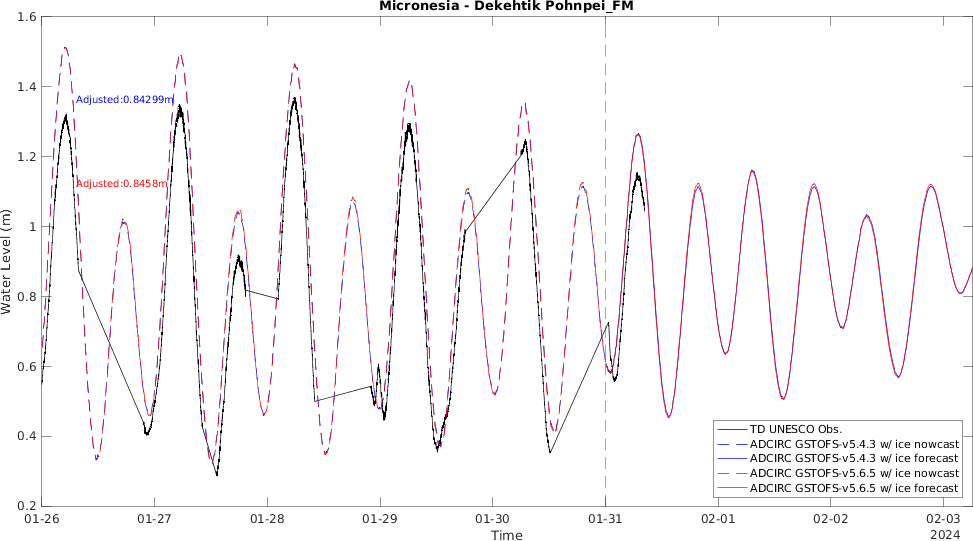 Micronesia - Dekehtik Pohnpei_FM
Water Level (m)
1.6
1.4
1.2
1
0.8
0.6
0.4
0.2
Adjusted:0.84299m
Adjusted:0.8458m
TD UNESCO Obs.
ADCIRC GSTOFS-v5.4.3 w/ ice nowcast
ADCIRC GSTOFS-v5.4.3 w/ ice forecast
ADCIRC GSTOFS-v5.6.5 w/ ice nowcast
ADCIRC GSTOFS-v5.6.5 w/ ice forecast
01-26 01-27 01-28 01-29 01-30 01-31 02-01 02-02 02-03
2024
Time